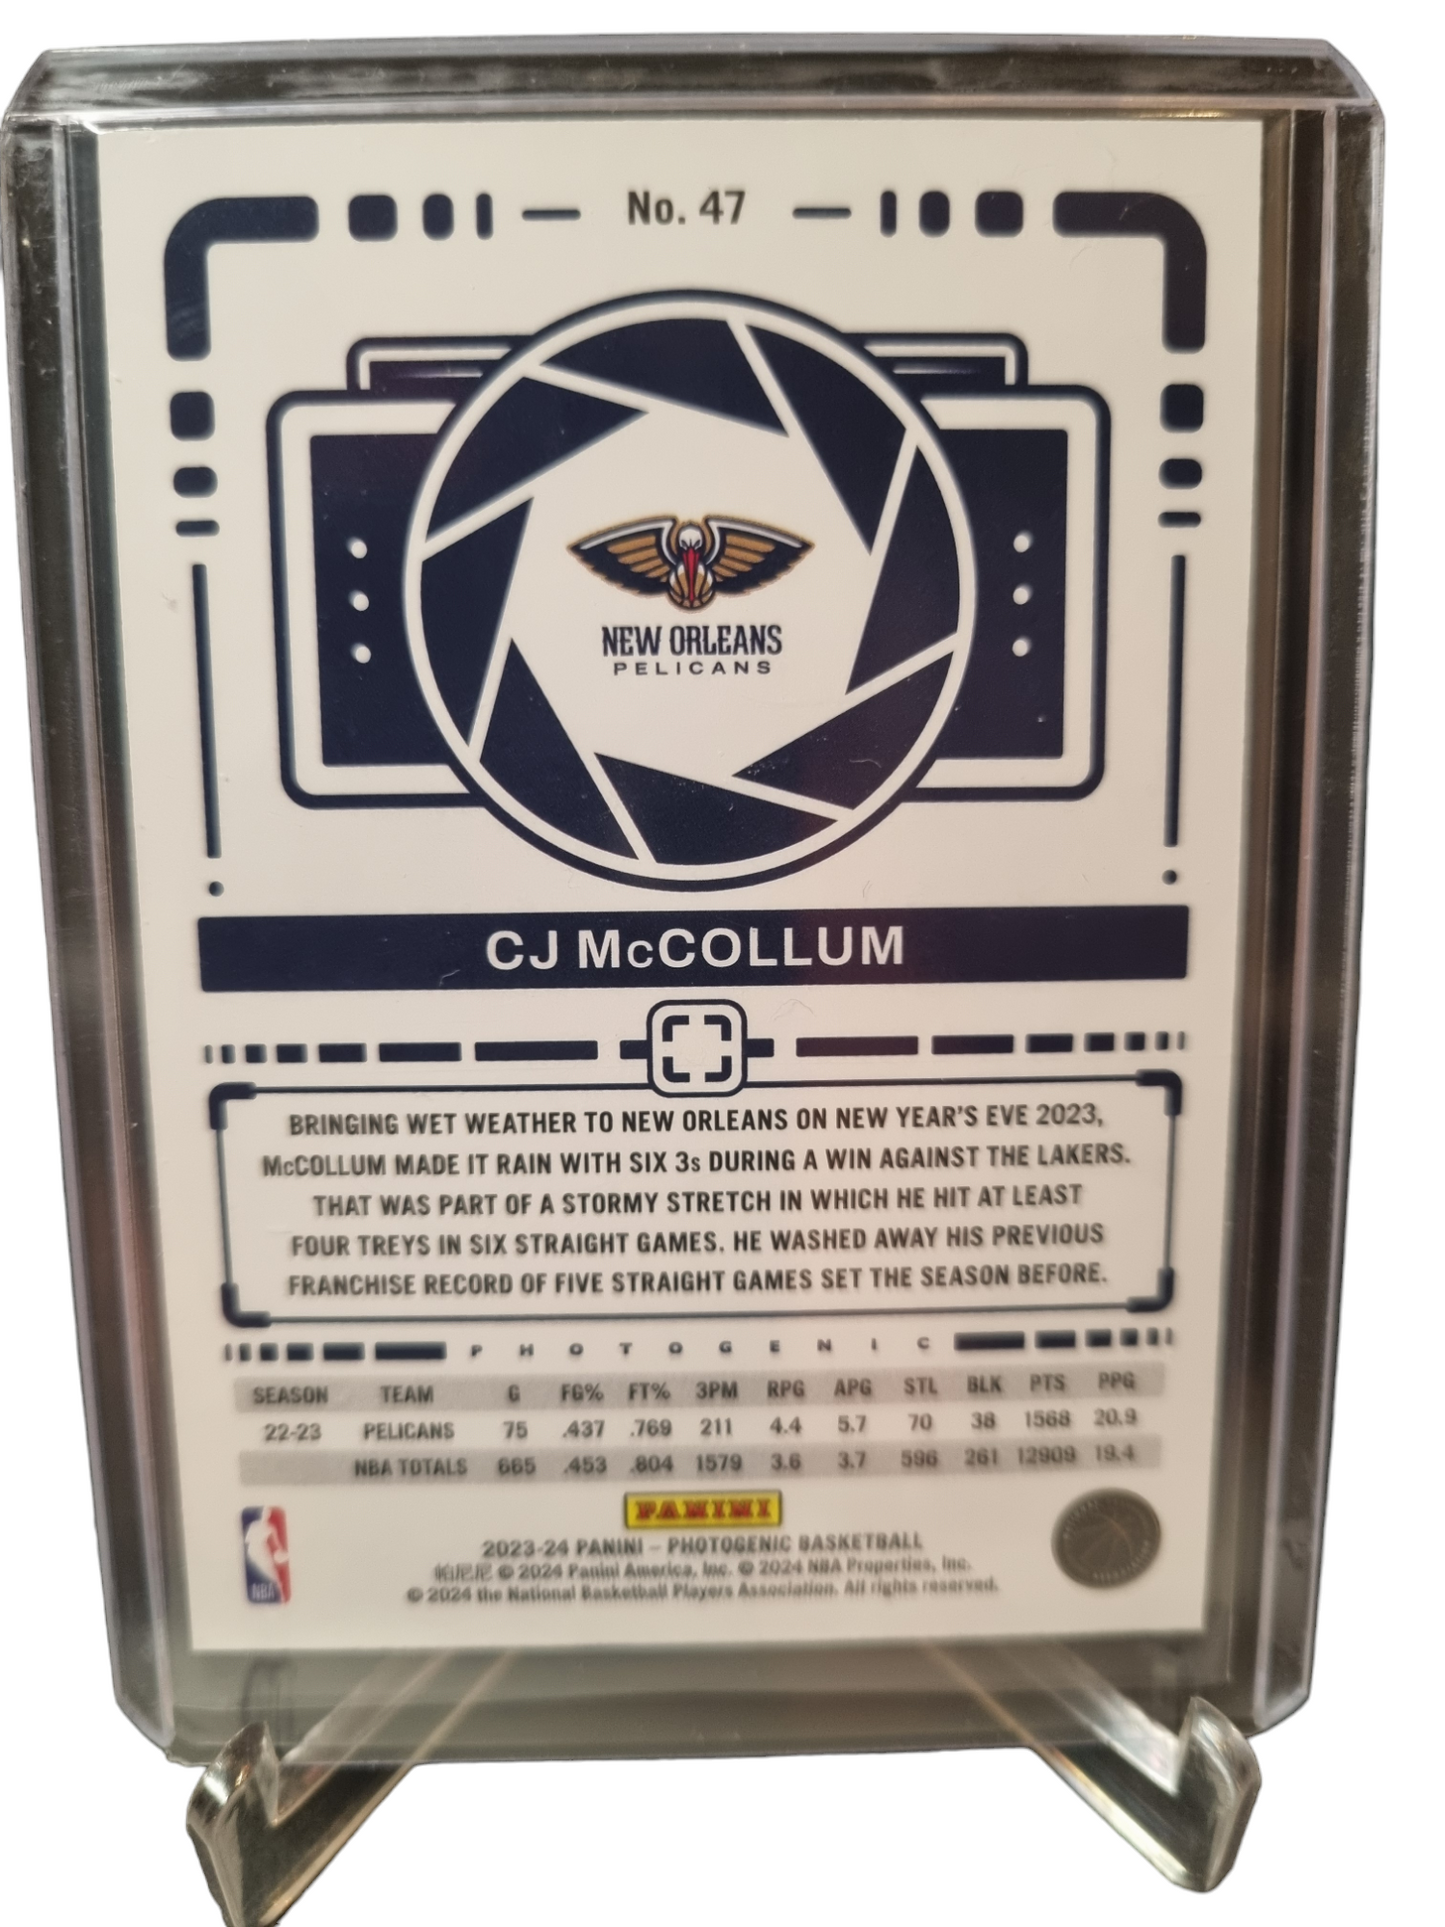 No. 47
NEW ORLEANS
PELICANS
CJ McCOLLUM
BRINGING WET WEATHER TO NEW ORLEANS ON NEW YEAR'S EVE 2023,
McCOLLUM MADE IT RAIN WITH SIX 3s DURING A WIN AGAINST THE LAKERS.
THAT WAS PART OF A STORMY STRETCH IN WHICH HE HIT AT LEAST
FOUR TREYS IN SIX STRAIGHT GAMES. HE WASHED AWAY HIS PREVIOUS
FRANCHISE RECORD OF FIVE STRAIGHT GAMES SET THE SEASON BEFORE.
PHOTOGENIC
SEASON TEAM G FG% FT% 3PM RPG APG STL BLK PTS PPG
22-23 PELICANS 75 .437 .769 211 4.4 5.7 70 38 1568 20.9
NBA TOTALS 665 .453 .804 1579 3.6 3.7 596 261 12909 19.4
PANINI
2023-24 PANINI – PHOTOGENIC BASKETBALL
帕尼尼 © 2024 Panini America, Inc. © 2024 NBA Properties, Inc.
© 2024 the National Basketball Players Association. All rights reserved.
NBA